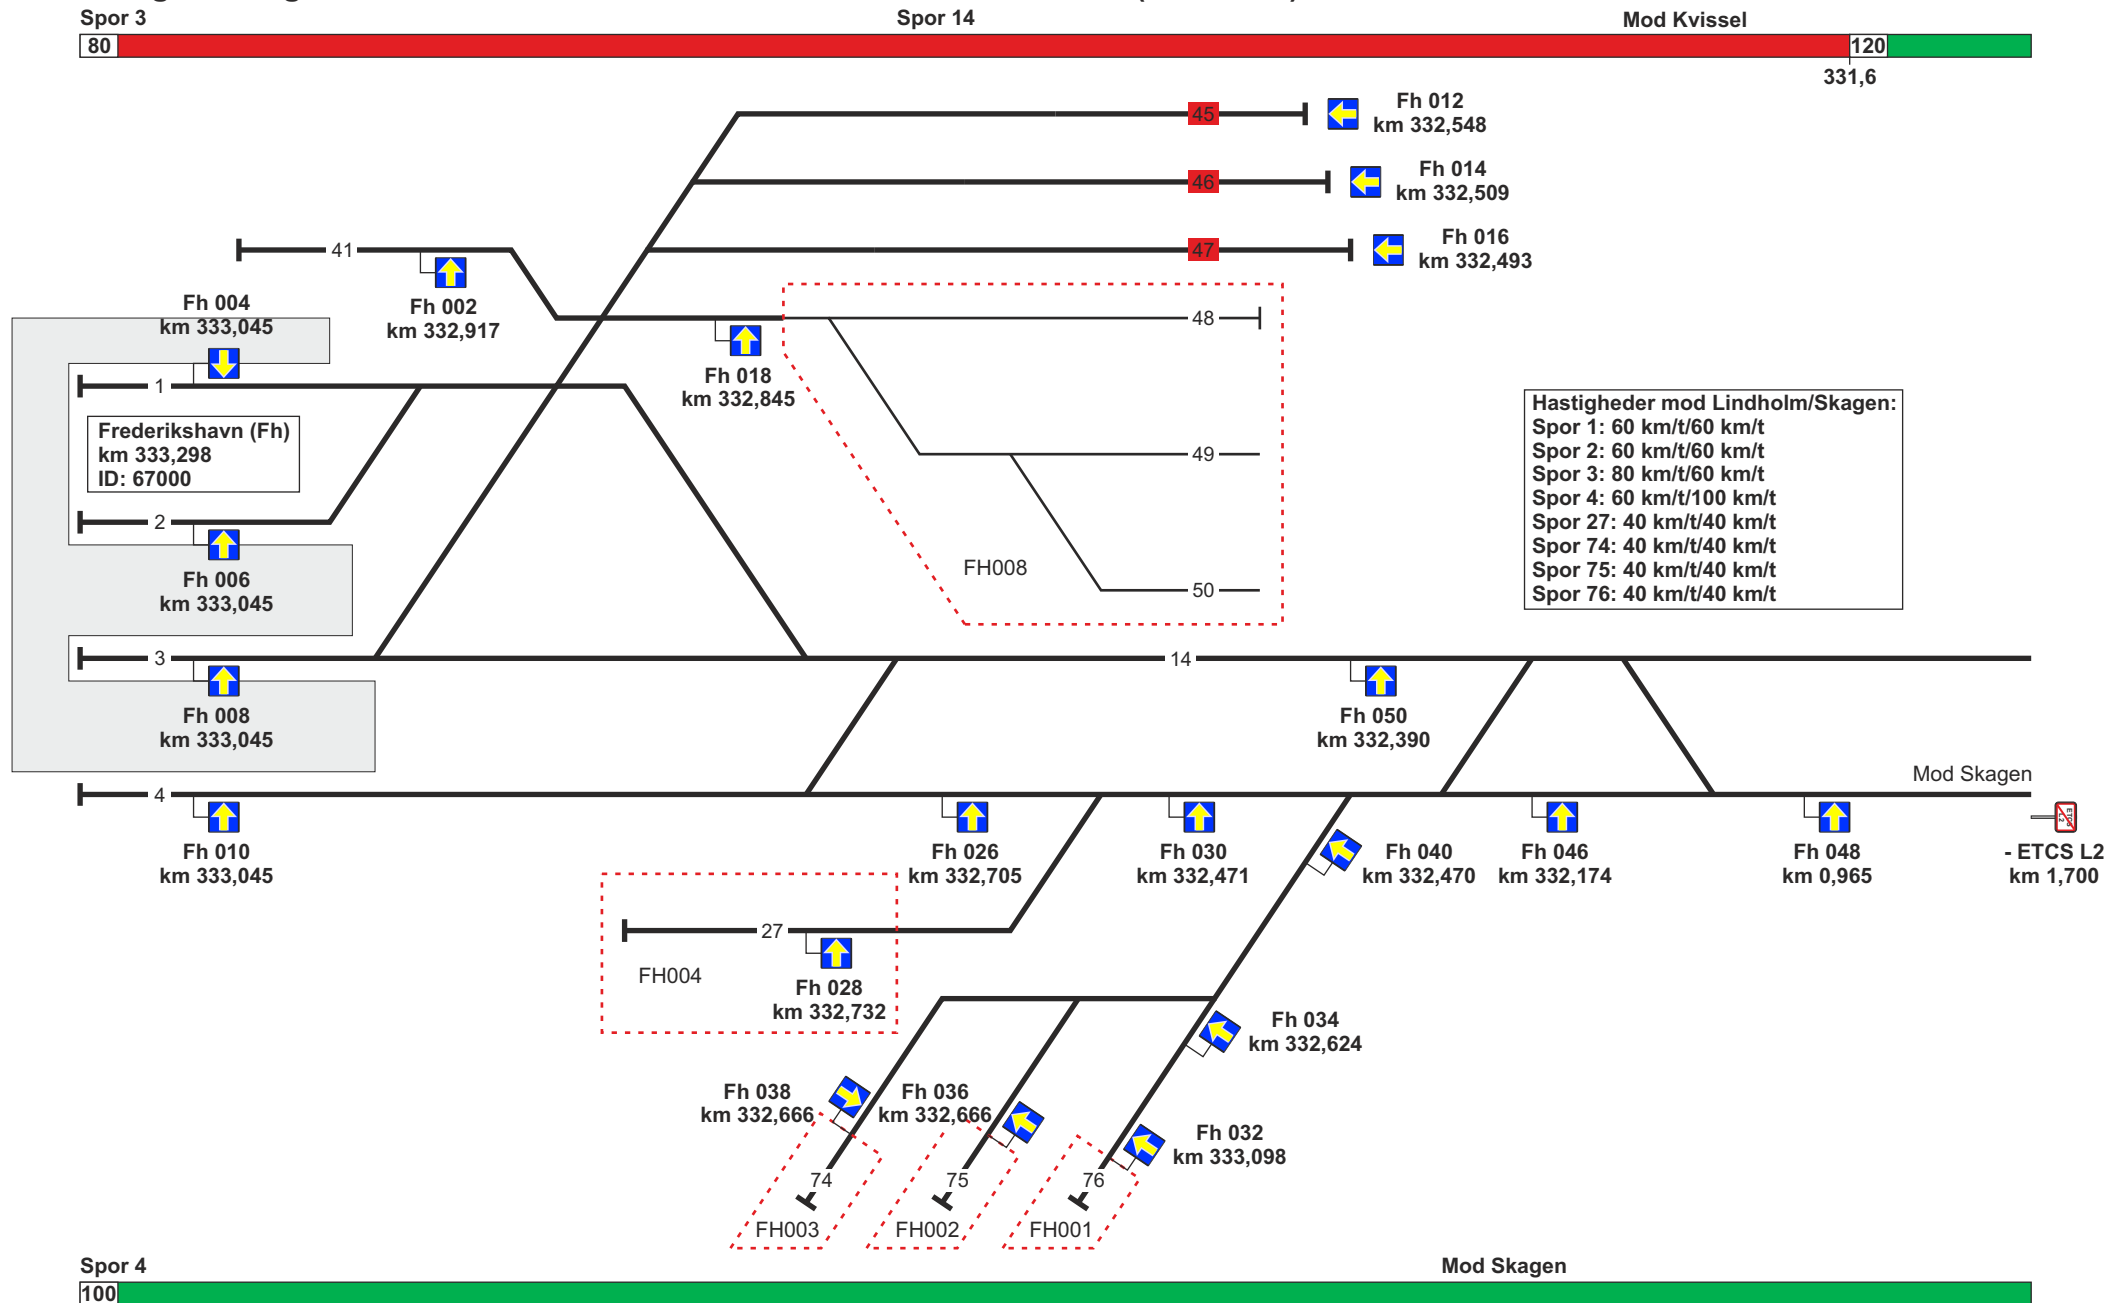 Spor 3
Spor 14
Mod Kvissel
80
120
331,6
45
Fh 012
km 332,548
46
Fh 014
km 332,509
47
Fh 016
km 332,493
41
Fh 002
km 332,917
Fh 004
km 333,045
48
Fh 018
km 332,845
1
Frederikshavn (Fh)
km 333,298
ID: 67000
Hastigheder mod Lindholm/Skagen:
Spor 1: 60 km/t/60 km/t
Spor 2: 60 km/t/60 km/t
Spor 3: 80 km/t/60 km/t
Spor 4: 60 km/t/100 km/t
Spor 27: 40 km/t/40 km/t
Spor 74: 40 km/t/40 km/t
Spor 75: 40 km/t/40 km/t
Spor 76: 40 km/t/40 km/t
49
2
Fh 006
km 333,045
FH008
50
3
14
Fh 008
km 333,045
Fh 050
km 332,390
Mod Skagen
4
Fh 010
km 333,045
Fh 026
km 332,705
Fh 030
km 332,471
Fh 040
km 332,470
Fh 046
km 332,174
Fh 048
km 0,965
- ETCS L2
km 1,700
27
FH004
Fh 028
km 332,732
Fh 034
km 332,624
Fh 038
km 332,666
Fh 036
km 332,666
Fh 032
km 333,098
74
75
76
FH003
FH002
FH001
Spor 4
Mod Skagen
100